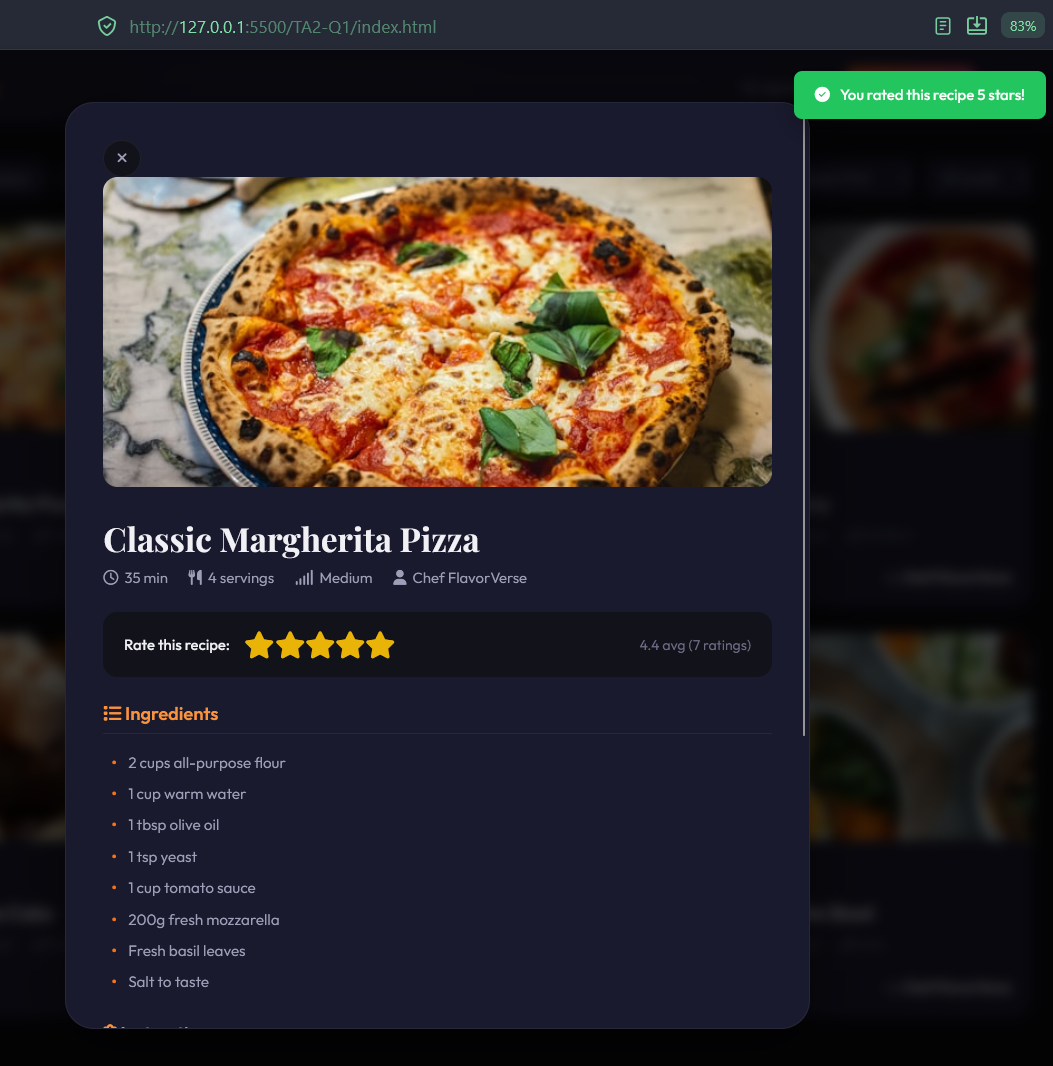 http://127.0.0.1:5500/TA2-Q1/index.html
83%
You rated this recipe 5 stars!
Classic Margherita Pizza
35 min 4 servings Medium Chef FlavorVerse
Rate this recipe: 4.4 avg (7 ratings)
Ingredients
• 2 cups all-purpose flour
• 1 cup warm water
• 1 tbsp olive oil
• 1 tsp yeast
• 1 cup tomato sauce
• 200g fresh mozzarella
• Fresh basil leaves
• Salt to taste